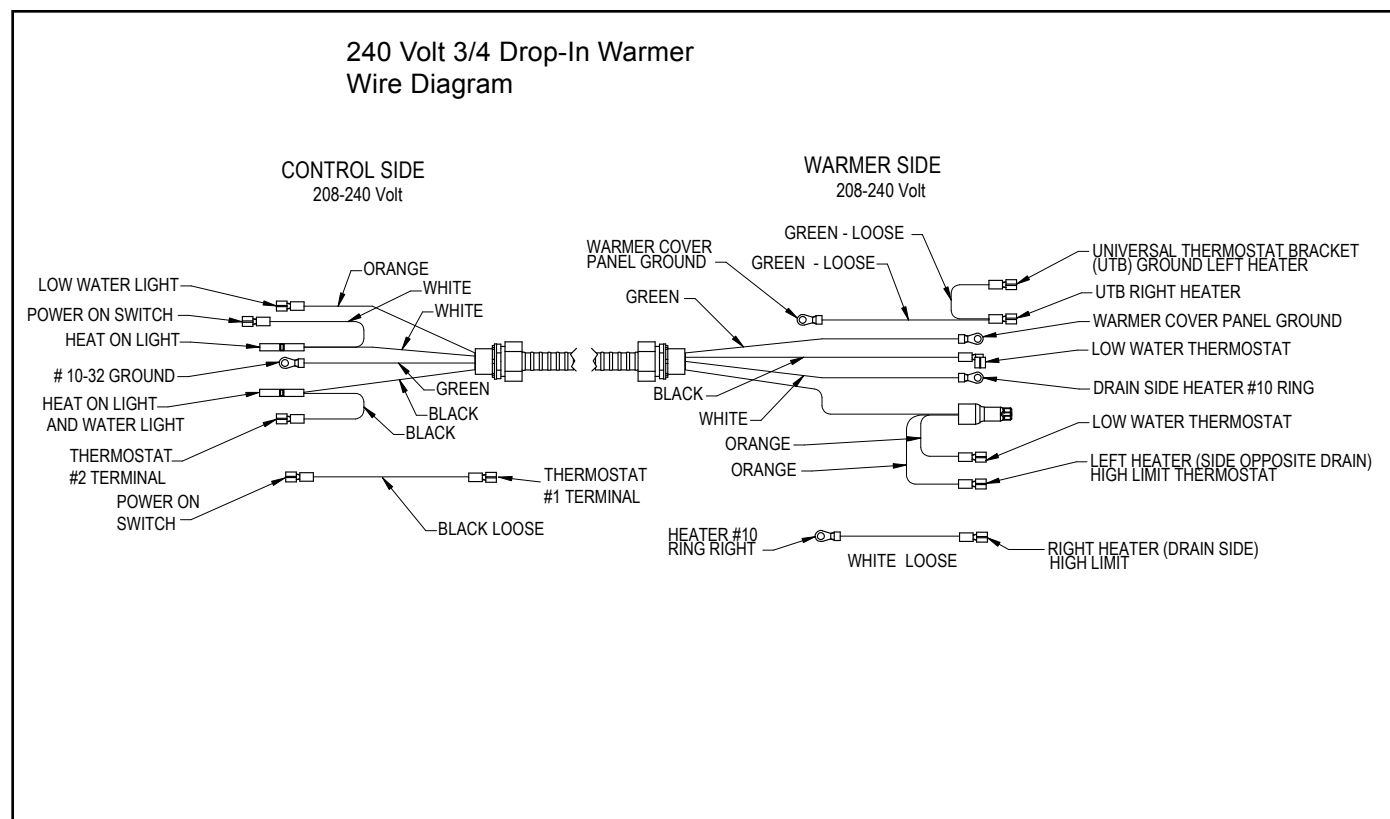 240 Volt 3/4 Drop-In Warmer
Wire Diagram
CONTROL SIDE
208-240 Volt
LOW WATER LIGHT
ORANGE
WHITE
POWER ON SWITCH
WHITE
HEAT ON LIGHT
# 10-32 GROUND
GREEN
HEAT ON LIGHT
AND WATER LIGHT
BLACK
BLACK
THERMOSTAT
#2 TERMINAL
POWER ON
SWITCH
THERMOSTAT
#1 TERMINAL
BLACK LOOSE
WARMER SIDE
208-240 Volt
GREEN - LOOSE
WARMER COVER
PANEL GROUND
GREEN - LOOSE
UNIVERSAL THERMOSTAT BRACKET
(UTB) GROUND LEFT HEATER
GREEN
UTB RIGHT HEATER
WARMER COVER PANEL GROUND
LOW WATER THERMOSTAT
BLACK
DRAIN SIDE HEATER #10 RING
WHITE
LOW WATER THERMOSTAT
ORANGE
ORANGE
LEFT HEATER (SIDE OPPOSITE DRAIN)
HIGH LIMIT THERMOSTAT
HEATER #10
RING RIGHT
WHITE LOOSE
RIGHT HEATER (DRAIN SIDE)
HIGH LIMIT